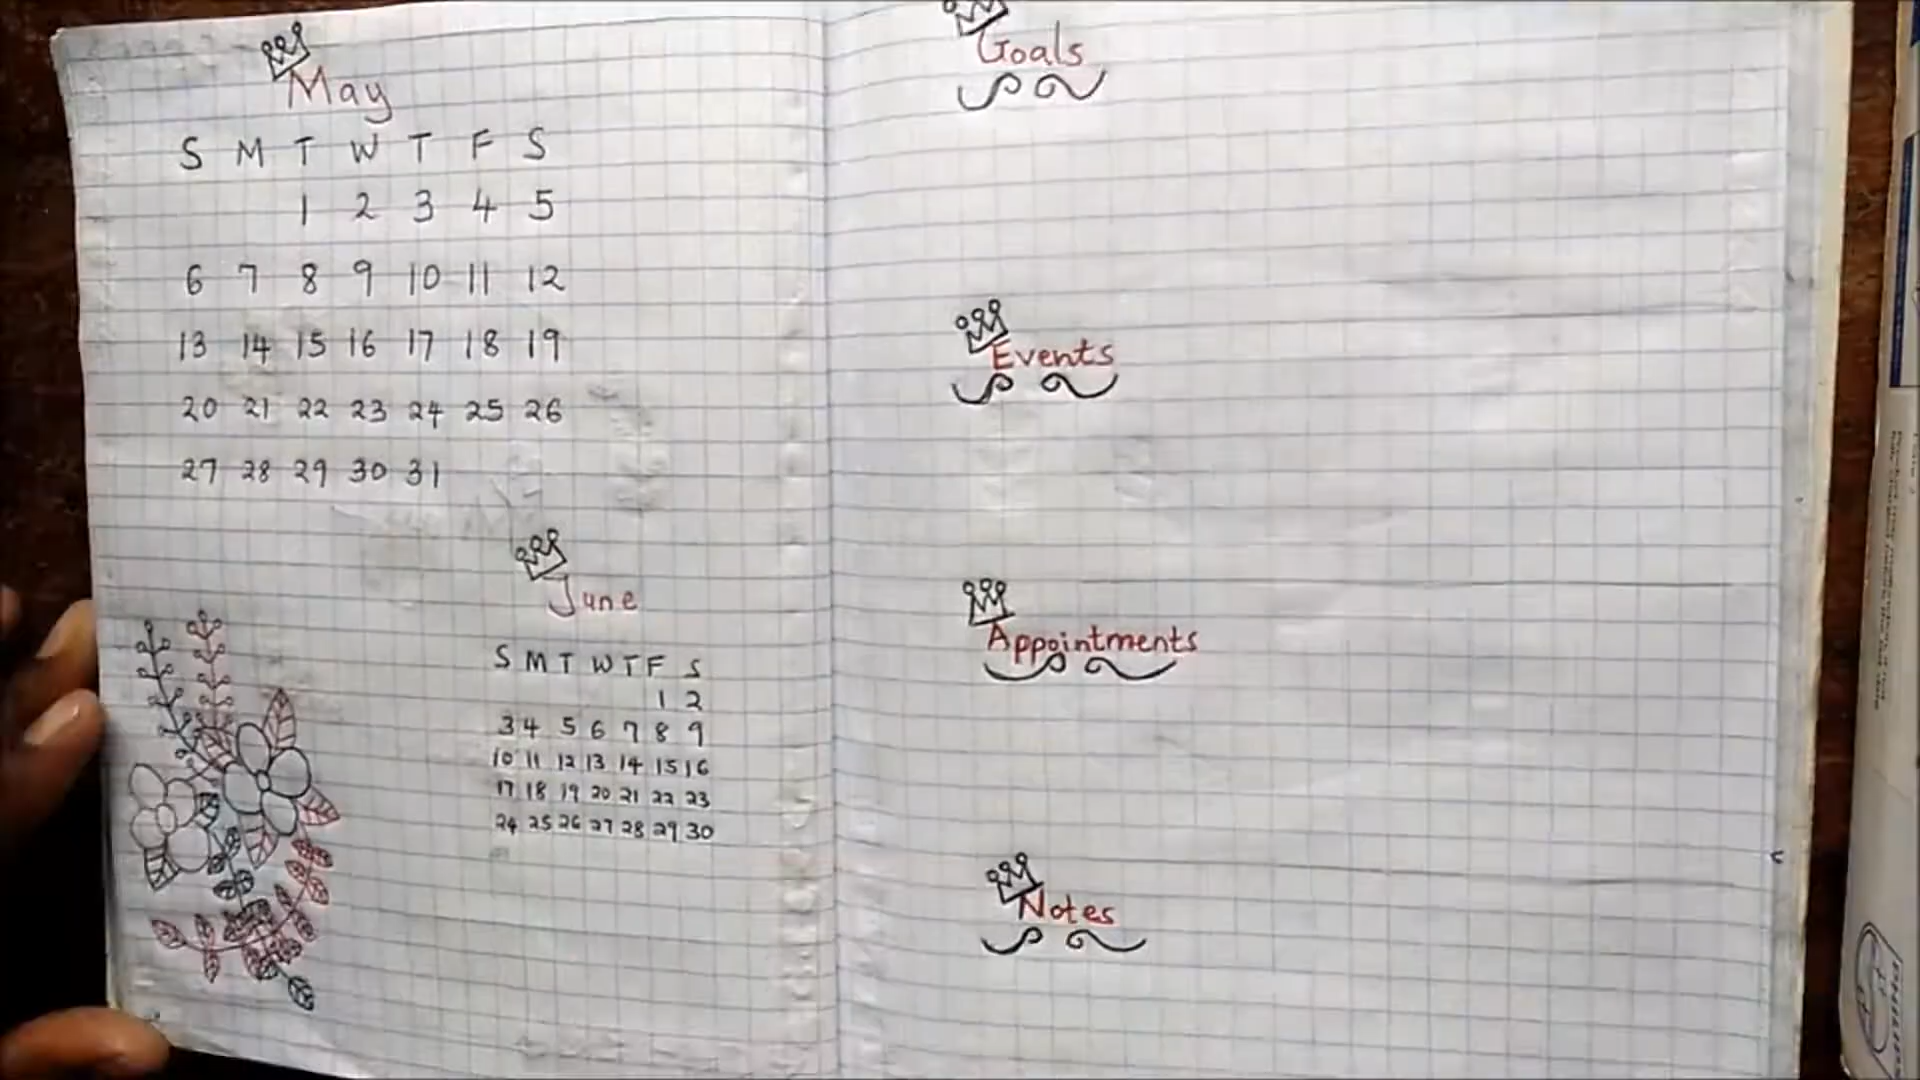 May
S M T W T F S
1 2 3 4 5
6 7 8 9 10 11 12
13 14 15 16 17 18 19
20 21 22 23 24 25 26
27 28 29 30 31
June
S M T W T F S
1 2
3 4 5 6 7 8 9
10 11 12 13 14 15 16
17 18 19 20 21 22 23
24 25 26 27 28 29 30
Goals
Events
Appointments
Notes